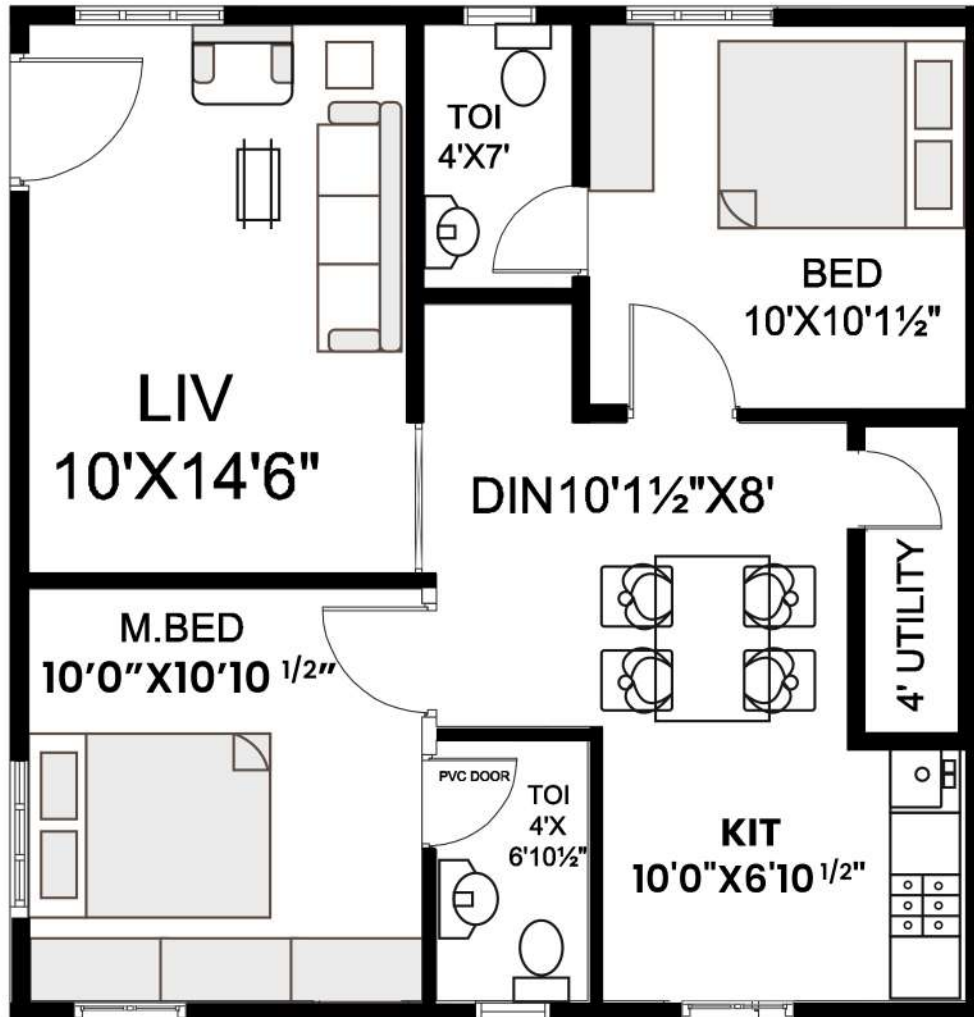 TOI
4'X7'
BED
10'X10'1½"
LIV
10'X14'6"
DIN10'1½"X8'
4' UTILITY
M.BED
10'0"X10'10 1/2"
PVC DOOR
TOI
4'X
6'10½"
KIT
10'0"X6'10 1/2"